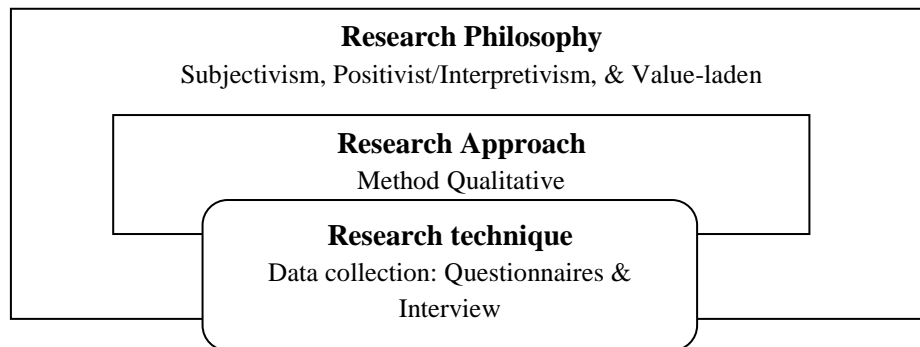 Research Philosophy
Subjectivism, Positivist/Interpretivism, & Value-laden
Research Approach
Method Qualitative
Research technique
Data collection: Questionnaires &
Interview